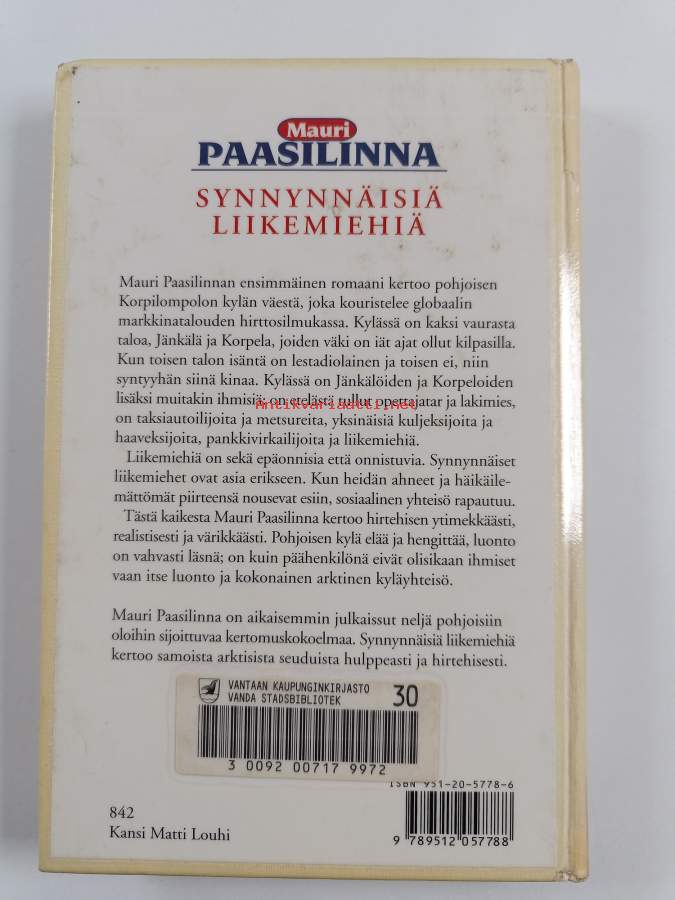 Mauri
PAASILINNA
SYNNYNNÄISIÄ
LIIKEMIEHIÄ
Mauri Paasilinnan ensimmäinen romaani kertoo pohjoisen
Korpilompolon kylän väestä, joka kouristelee globaalin
markkinatalouden hirttosilmukassa. Kylässä on kaksi vaurasta
taloa, Jänkälä ja Korpela, joiden väki on iät ajat ollut kilpasilla.
Kun toisen talon isäntä on lestadiolainen ja toisen ei, niin
syntyyhän siinä kinaa. Kylässä on Jänkälöiden ja Korpeloiden
lisäksi muitakin ihmisiä: on etelästä tullut opettajatar ja lakimies,
Antikvariaatti.net
on taksiautoilijoita ja metsureita, yksinäisiä kuljeksijoita ja
haaveksijoita, pankkivirkailijoita ja liikemiehiä.
Liikemiehiä on sekä epäonnisia että onnistuvia. Synnynnäiset
liikemiehet ovat asia erikseen. Kun heidän ahneet ja häikäile-
mättömät piirteensä nousevat esiin, sosiaalinen yhteisö rapautuu.
Tästä kaikesta Mauri Paasilinna kertoo hirtehisen ytimekkäästi,
realistisesti ja värikkäästi. Pohjoisen kylä elää ja hengittää, luonto
on vahvasti läsnä; on kuin päähenkilönä eivät olisikaan ihmiset
vaan itse luonto ja kokonainen arktinen kyläyhteisö.
Mauri Paasilinna on aikaisemmin julkaissut neljä pohjoisiin
oloihin sijoittuvaa kertomuskokoelmaa. Synnynnäisiä liikemiehiä
kertoo samoista arktisista seuduista hulppeasti ja hirtehisesti.
VANTAAN KAUPUNGINKIRJASTO
VANDA STADSBIBLIOTEK
30
3 0092 00717 9972
ISBN 951-20-5778-6
842
Kansi Matti Louhi
9 789512 057788